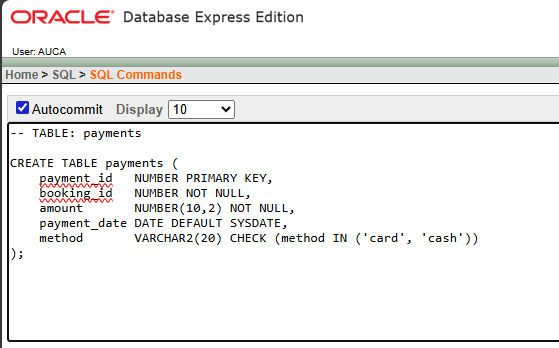 ORACLE Database Express Edition
User: AUCA
Home > SQL > SQL Commands
Autocommit Display 10
-- TABLE: payments
CREATE TABLE payments (
    payment_id   NUMBER PRIMARY KEY,
    booking_id   NUMBER NOT NULL,
    amount       NUMBER(10,2) NOT NULL,
    payment_date DATE DEFAULT SYSDATE,
    method       VARCHAR2(20) CHECK (method IN ('card', 'cash'))
);